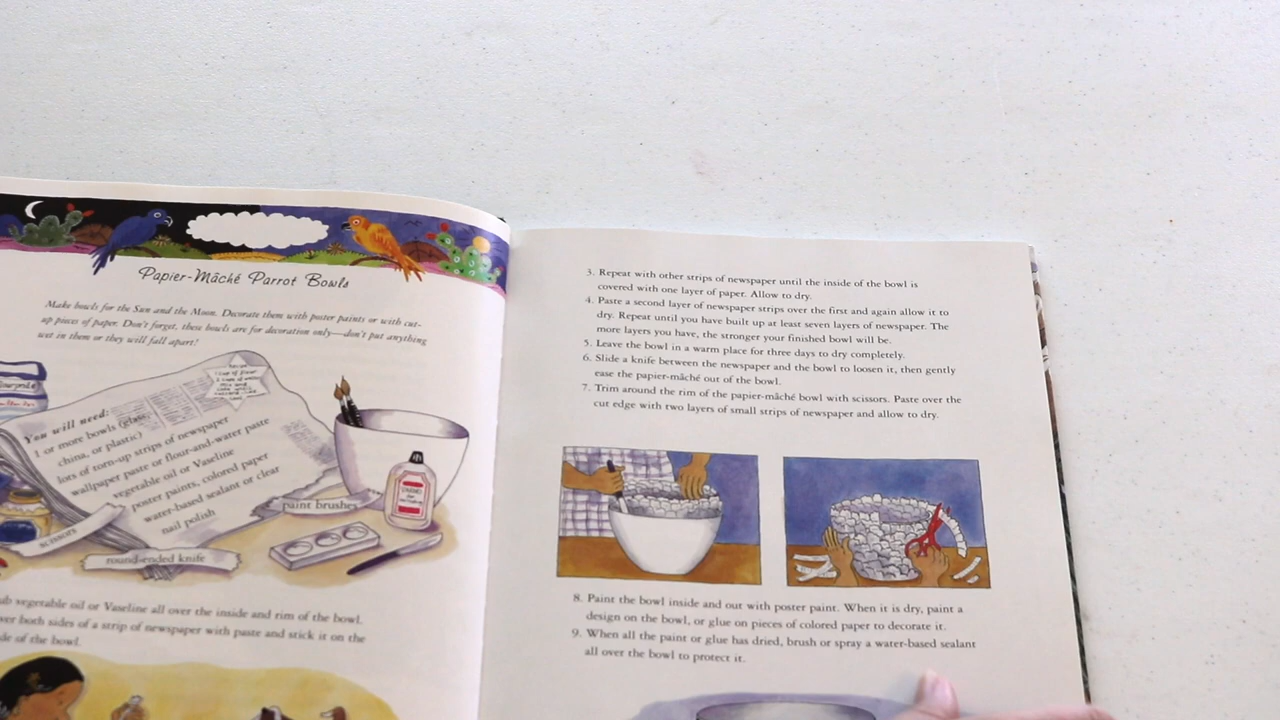 Papier-Mâché Parrot Bowls
Make bowls for the Sun and the Moon. Decorate them with poster paints or with cut-
up pieces of paper. Don't forget, these bowls are for decoration only—don't put anything
wet in them or they will fall apart!
You will need:
1 or more bowls (glass,
china, or plastic)
lots of torn-up strips of newspaper
wallpaper paste or flour-and-water paste
vegetable oil or Vaseline
poster paints, colored paper
water-based sealant or clear
nail polish
paint brushes
scissors
round-ended knife
vegetable oil or Vaseline all over the inside and rim of the bowl.
both sides of a strip of newspaper with paste and stick it on the
of the bowl.
3. Repeat with other strips of newspaper until the inside of the bowl is
covered with one layer of paper. Allow to dry.
4. Paste a second layer of newspaper strips over the first and again allow it to
dry. Repeat until you have built up at least seven layers of newspaper. The
more layers you have, the stronger your finished bowl will be.
5. Leave the bowl in a warm place for three days to dry completely.
6. Slide a knife between the newspaper and the bowl to loosen it, then gently
ease the papier-mâché out of the bowl.
7. Trim around the rim of the papier-mâché bowl with scissors. Paste over the
cut edge with two layers of small strips of newspaper and allow to dry.
8. Paint the bowl inside and out with poster paint. When it is dry, paint a
design on the bowl, or glue on pieces of colored paper to decorate it.
9. When all the paint or glue has dried, brush or spray a water-based sealant
all over the bowl to protect it.